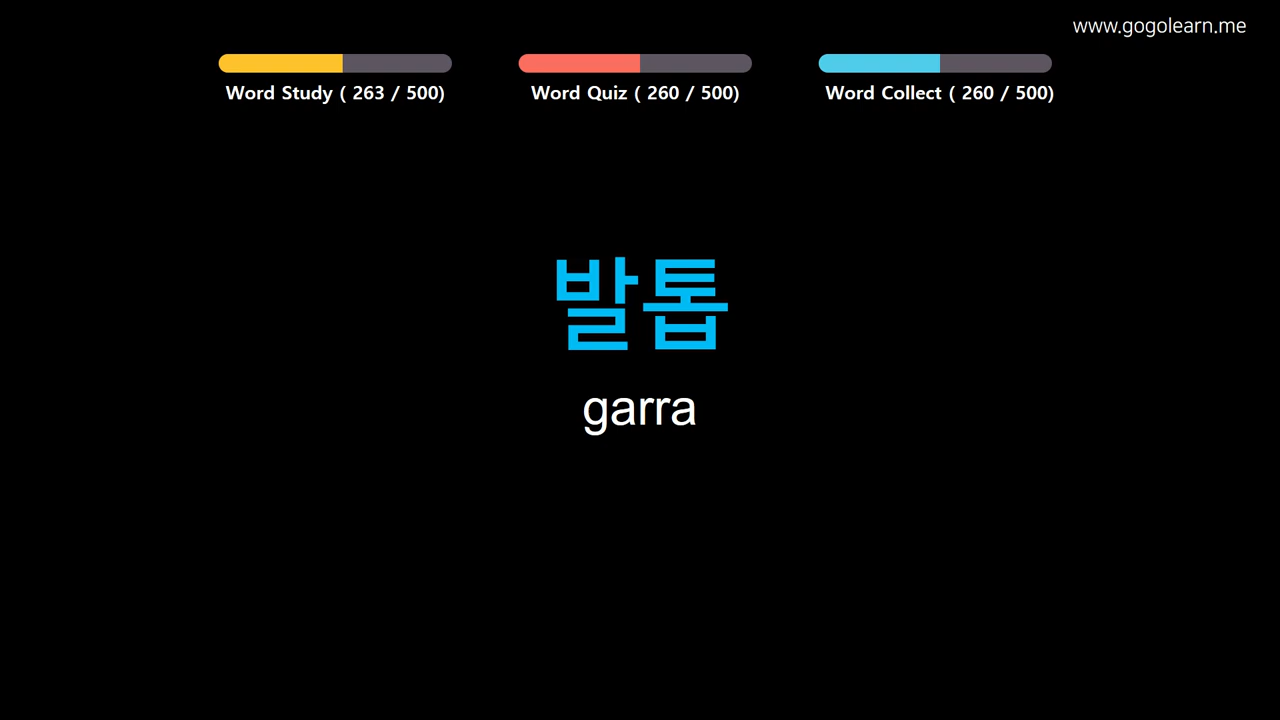 www.gogolearn.me
Word Study ( 263 / 500)
Word Quiz ( 260 / 500)
Word Collect ( 260 / 500)
발톱
garra